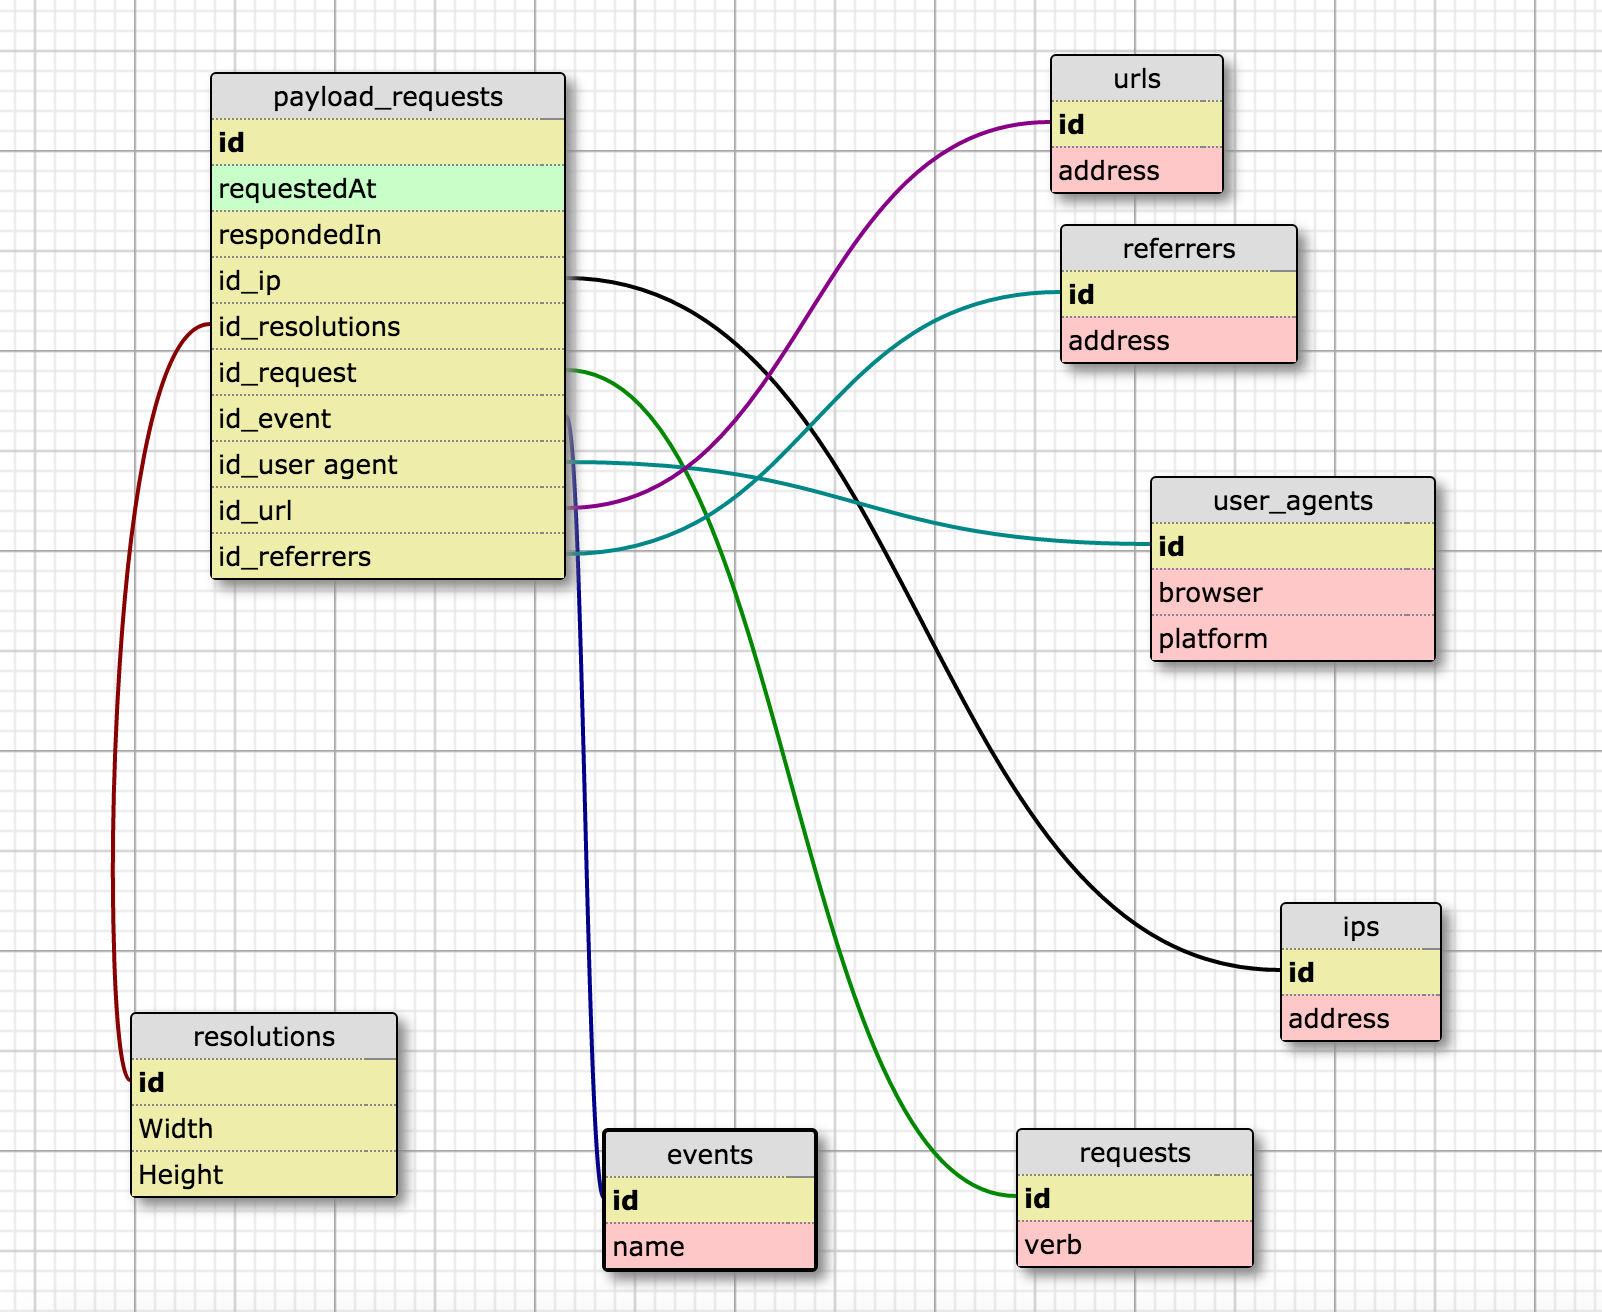 payload_requests
id
requestedAt
respondedIn
id_ip
id_resolutions
id_request
id_event
id_user agent
id_url
id_referrers
urls
id
address
referrers
id
address
user_agents
id
browser
platform
ips
id
address
resolutions
id
Width
Height
events
id
name
requests
id
verb